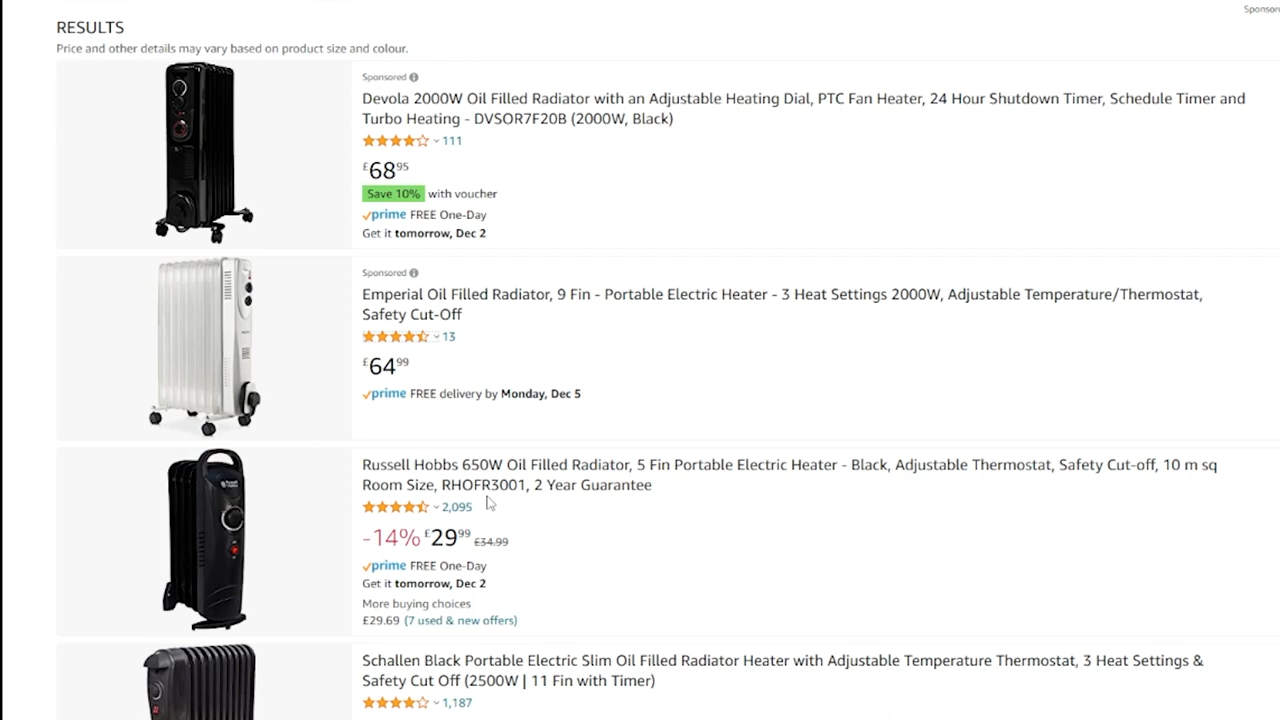 Sponsored
RESULTS
Price and other details may vary based on product size and colour.
Sponsored
Devola 2000W Oil Filled Radiator with an Adjustable Heating Dial, PTC Fan Heater, 24 Hour Shutdown Timer, Schedule Timer and
Turbo Heating - DVSOR7F20B (2000W, Black)
111
£6895
Save 10% with voucher
prime FREE One-Day
Get it tomorrow, Dec 2
Sponsored
Emperial Oil Filled Radiator, 9 Fin - Portable Electric Heater - 3 Heat Settings 2000W, Adjustable Temperature/Thermostat,
Safety Cut-Off
13
£6499
prime FREE delivery by Monday, Dec 5
Russell Hobbs 650W Oil Filled Radiator, 5 Fin Portable Electric Heater - Black, Adjustable Thermostat, Safety Cut-off, 10 m sq
Room Size, RHOFR3001, 2 Year Guarantee
2,095
-14% £2999 £34.99
prime FREE One-Day
Get it tomorrow, Dec 2
More buying choices
£29.69 (7 used & new offers)
Schallen Black Portable Electric Slim Oil Filled Radiator Heater with Adjustable Temperature Thermostat, 3 Heat Settings &
Safety Cut Off (2500W | 11 Fin with Timer)
1,187